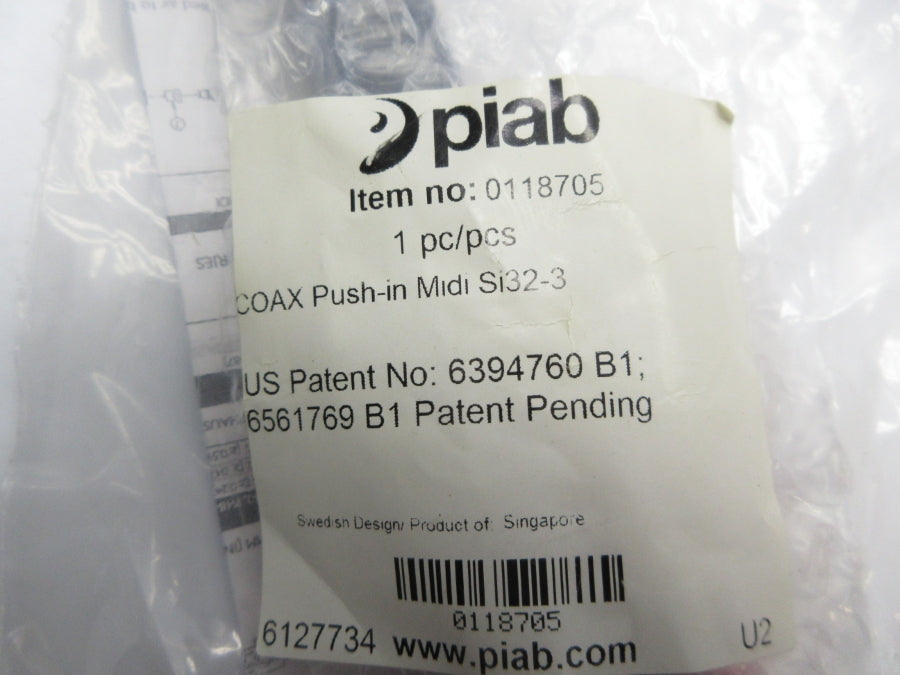 piab
Item no: 0118705
1 pc/pcs
COAX Push-in Midi Si32-3
US Patent No: 6394760 B1;
6561769 B1 Patent Pending
Swedish Design/ Product of: Singapore
0118705
6127734 www.piab.com U2